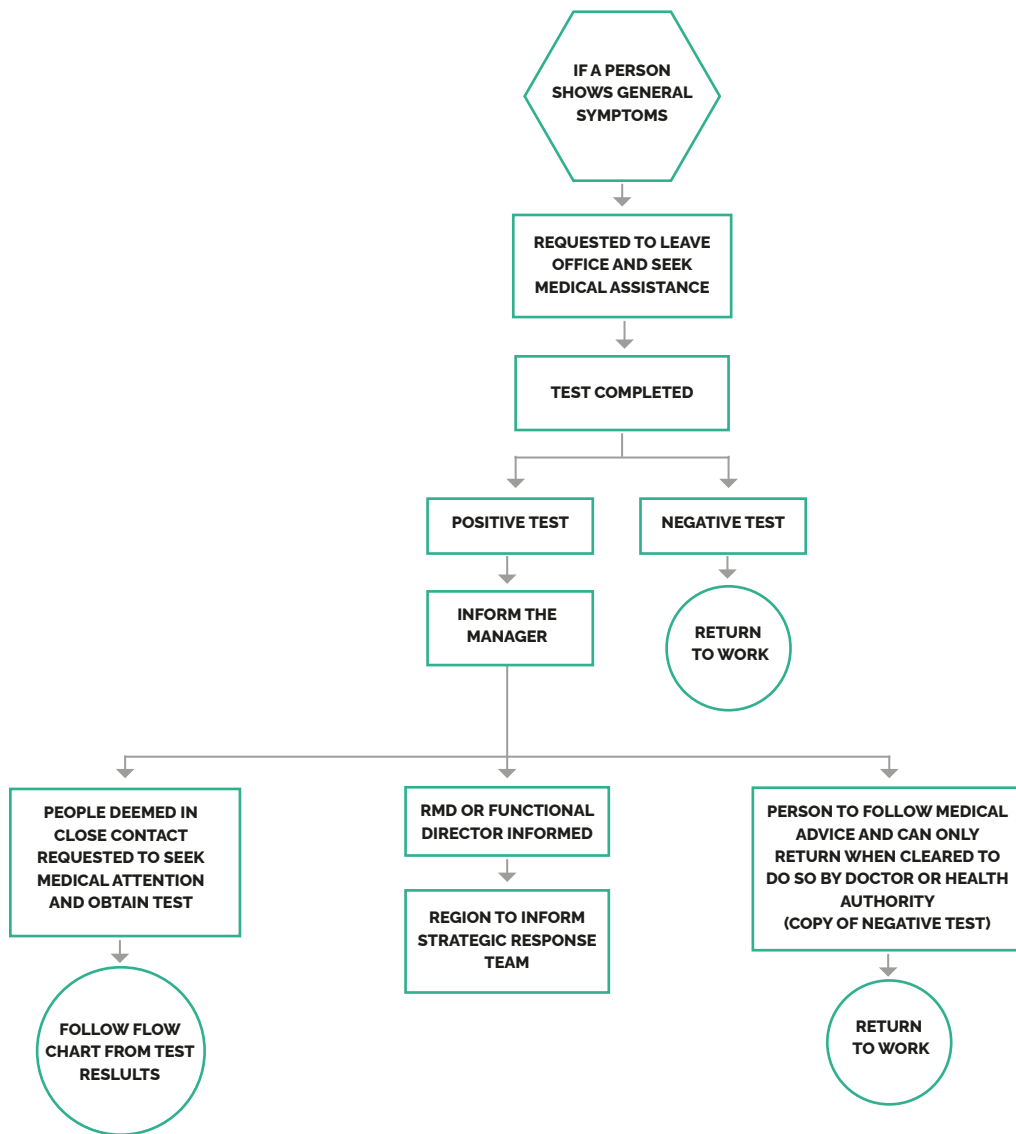 IF A PERSON
SHOWS GENERAL
SYMPTOMS
REQUESTED TO LEAVE
OFFICE AND SEEK
MEDICAL ASSISTANCE
TEST COMPLETED
POSITIVE TEST
NEGATIVE TEST
INFORM THE
MANAGER
RETURN
TO WORK
PEOPLE DEEMED IN
CLOSE CONTACT
REQUESTED TO SEEK
MEDICAL ATTENTION
AND OBTAIN TEST
RMD OR FUNCTIONAL
DIRECTOR INFORMED
PERSON TO FOLLOW MEDICAL
ADVICE AND CAN ONLY
RETURN WHEN CLEARED TO
DO SO BY DOCTOR OR HEALTH
AUTHORITY
(COPY OF NEGATIVE TEST)
REGION TO INFORM
STRATEGIC RESPONSE
TEAM
FOLLOW FLOW
CHART FROM TEST
RESLULTS
RETURN
TO WORK